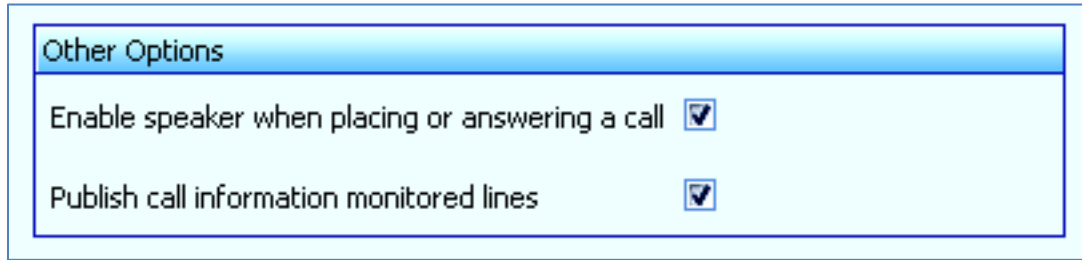 Other Options
Enable speaker when placing or answering a call
Publish call information monitored lines